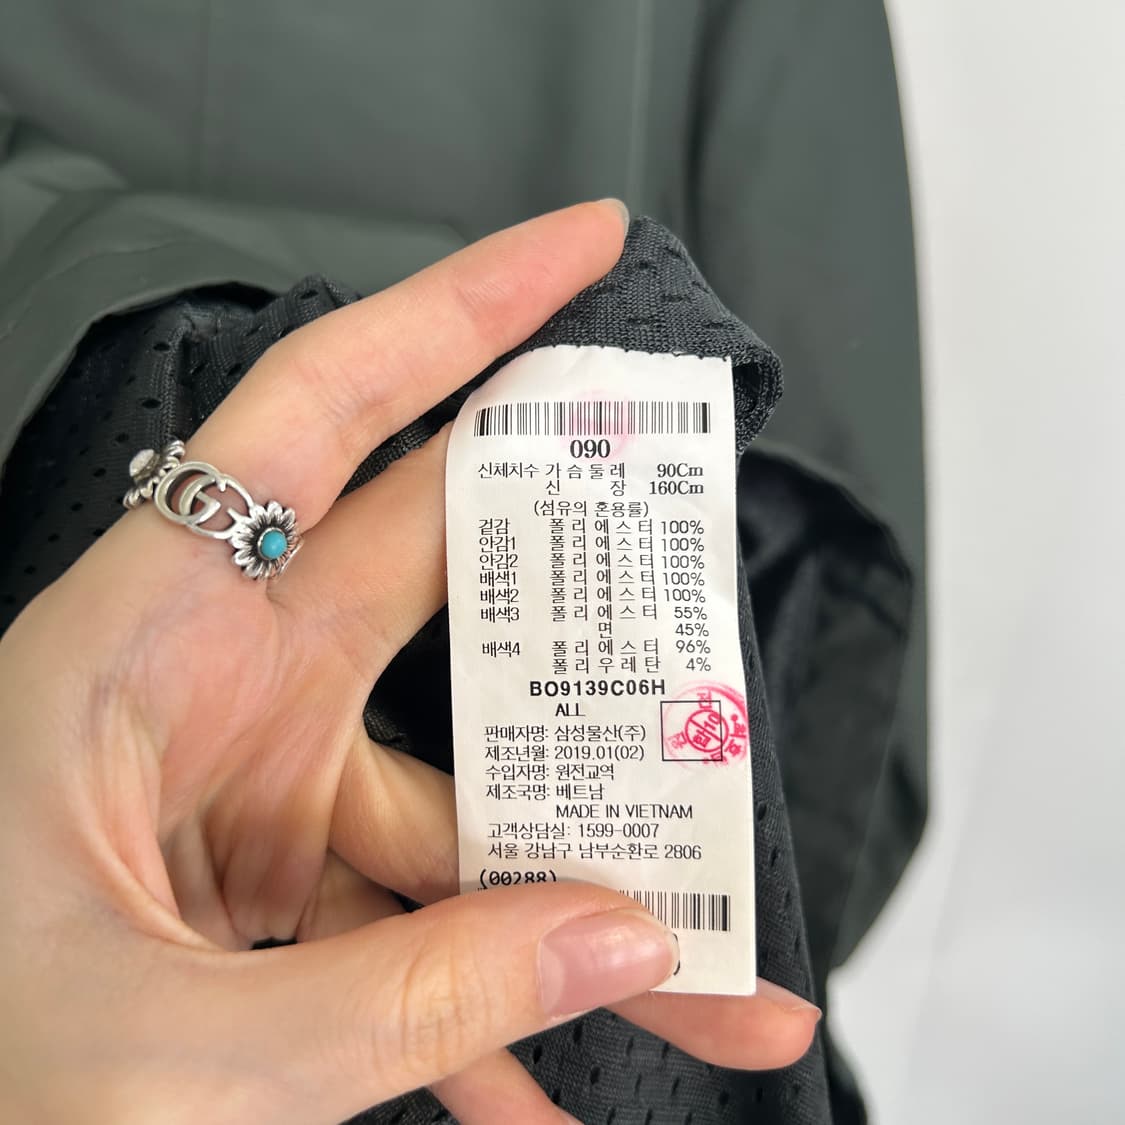 090
신체치수 가슴둘레 90Cm
신장 160Cm
(섬유의 혼용률)
겉감 폴리에스터 100%
안감1 폴리에스터 100%
안감2 폴리에스터 100%
배색1 폴리에스터 100%
배색2 폴리에스터 100%
배색3 폴리에스터 55%
면 45%
배색4 폴리에스터 96%
폴리우레탄 4%
BO9139C06H
ALL
판매자명: 삼성물산(주)
제조년월: 2019.01(02)
수입자명: 원전교역
제조국명: 베트남
MADE IN VIETNAM
고객상담실: 1599-0007
서울 강남구 남부순환로 2806
(00288)